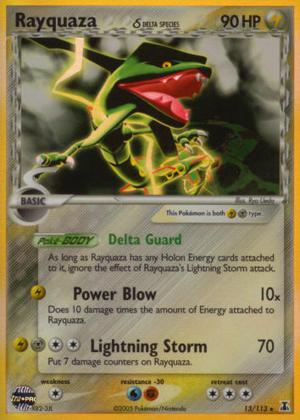 Rayquaza δ DELTA SPECIES 90 HP
BASIC
Illus. Ryo Ueda
This Pokémon is both type.
Poké-BODY Delta Guard
As long as Rayquaza has any Holon Energy cards attached
to it, ignore the effect of Rayquaza's Lightning Storm attack.
Power Blow 10x
Does 10 damage times the amount of Energy attached
to Rayquaza.
Lightning Storm 70
Put 7 damage counters on Rayquaza.
weakness resistance -30 retreat cost
©2005 Pokémon/Nintendo 13/113 ★